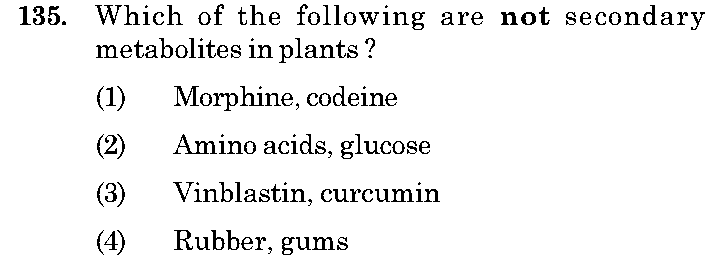 135. Which of the following are not secondary
metabolites in plants ?
(1) Morphine, codeine
(2) Amino acids, glucose
(3) Vinblastin, curcumin
(4) Rubber, gums